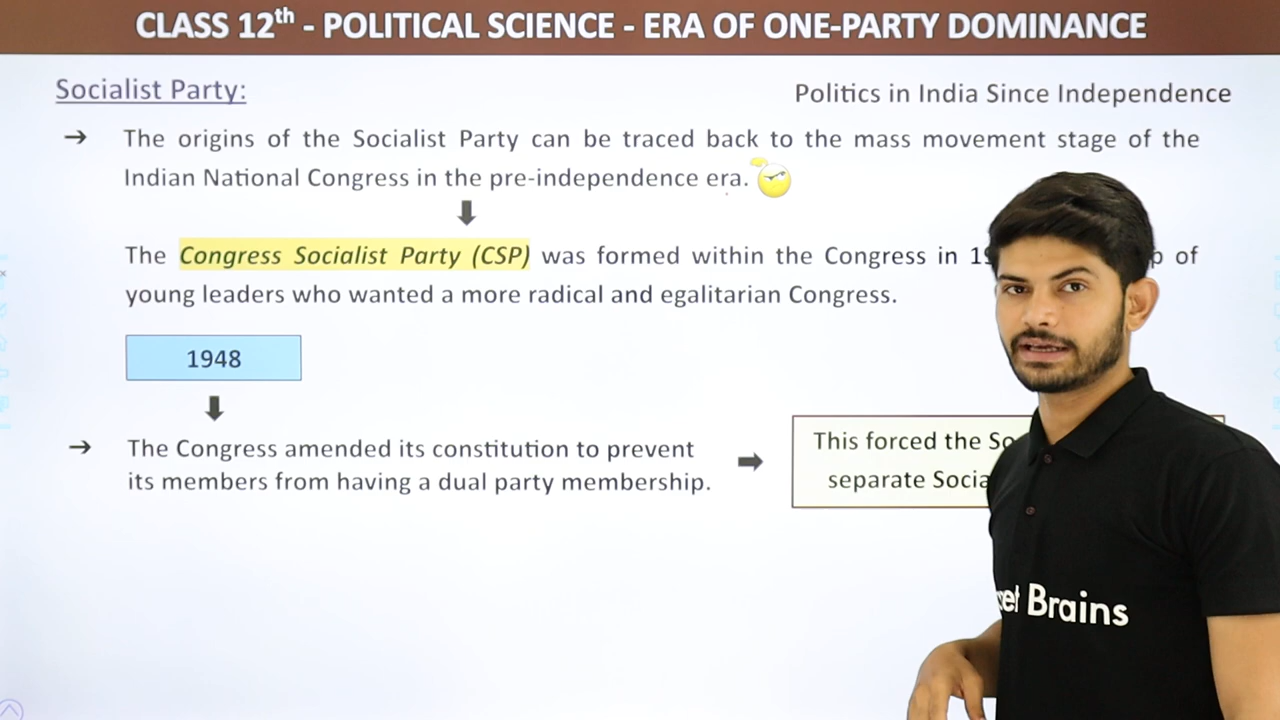 CLASS 12th - POLITICAL SCIENCE - ERA OF ONE-PARTY DOMINANCE
Socialist Party:
Politics in India Since Independence
→ The origins of the Socialist Party can be traced back to the mass movement stage of the
Indian National Congress in the pre-independence era.
The Congress Socialist Party (CSP) was formed within the Congress in of
young leaders who wanted a more radical and egalitarian Congress.
1948
→ The Congress amended its constitution to prevent
its members from having a dual party membership.
This forced the
separate
Brains